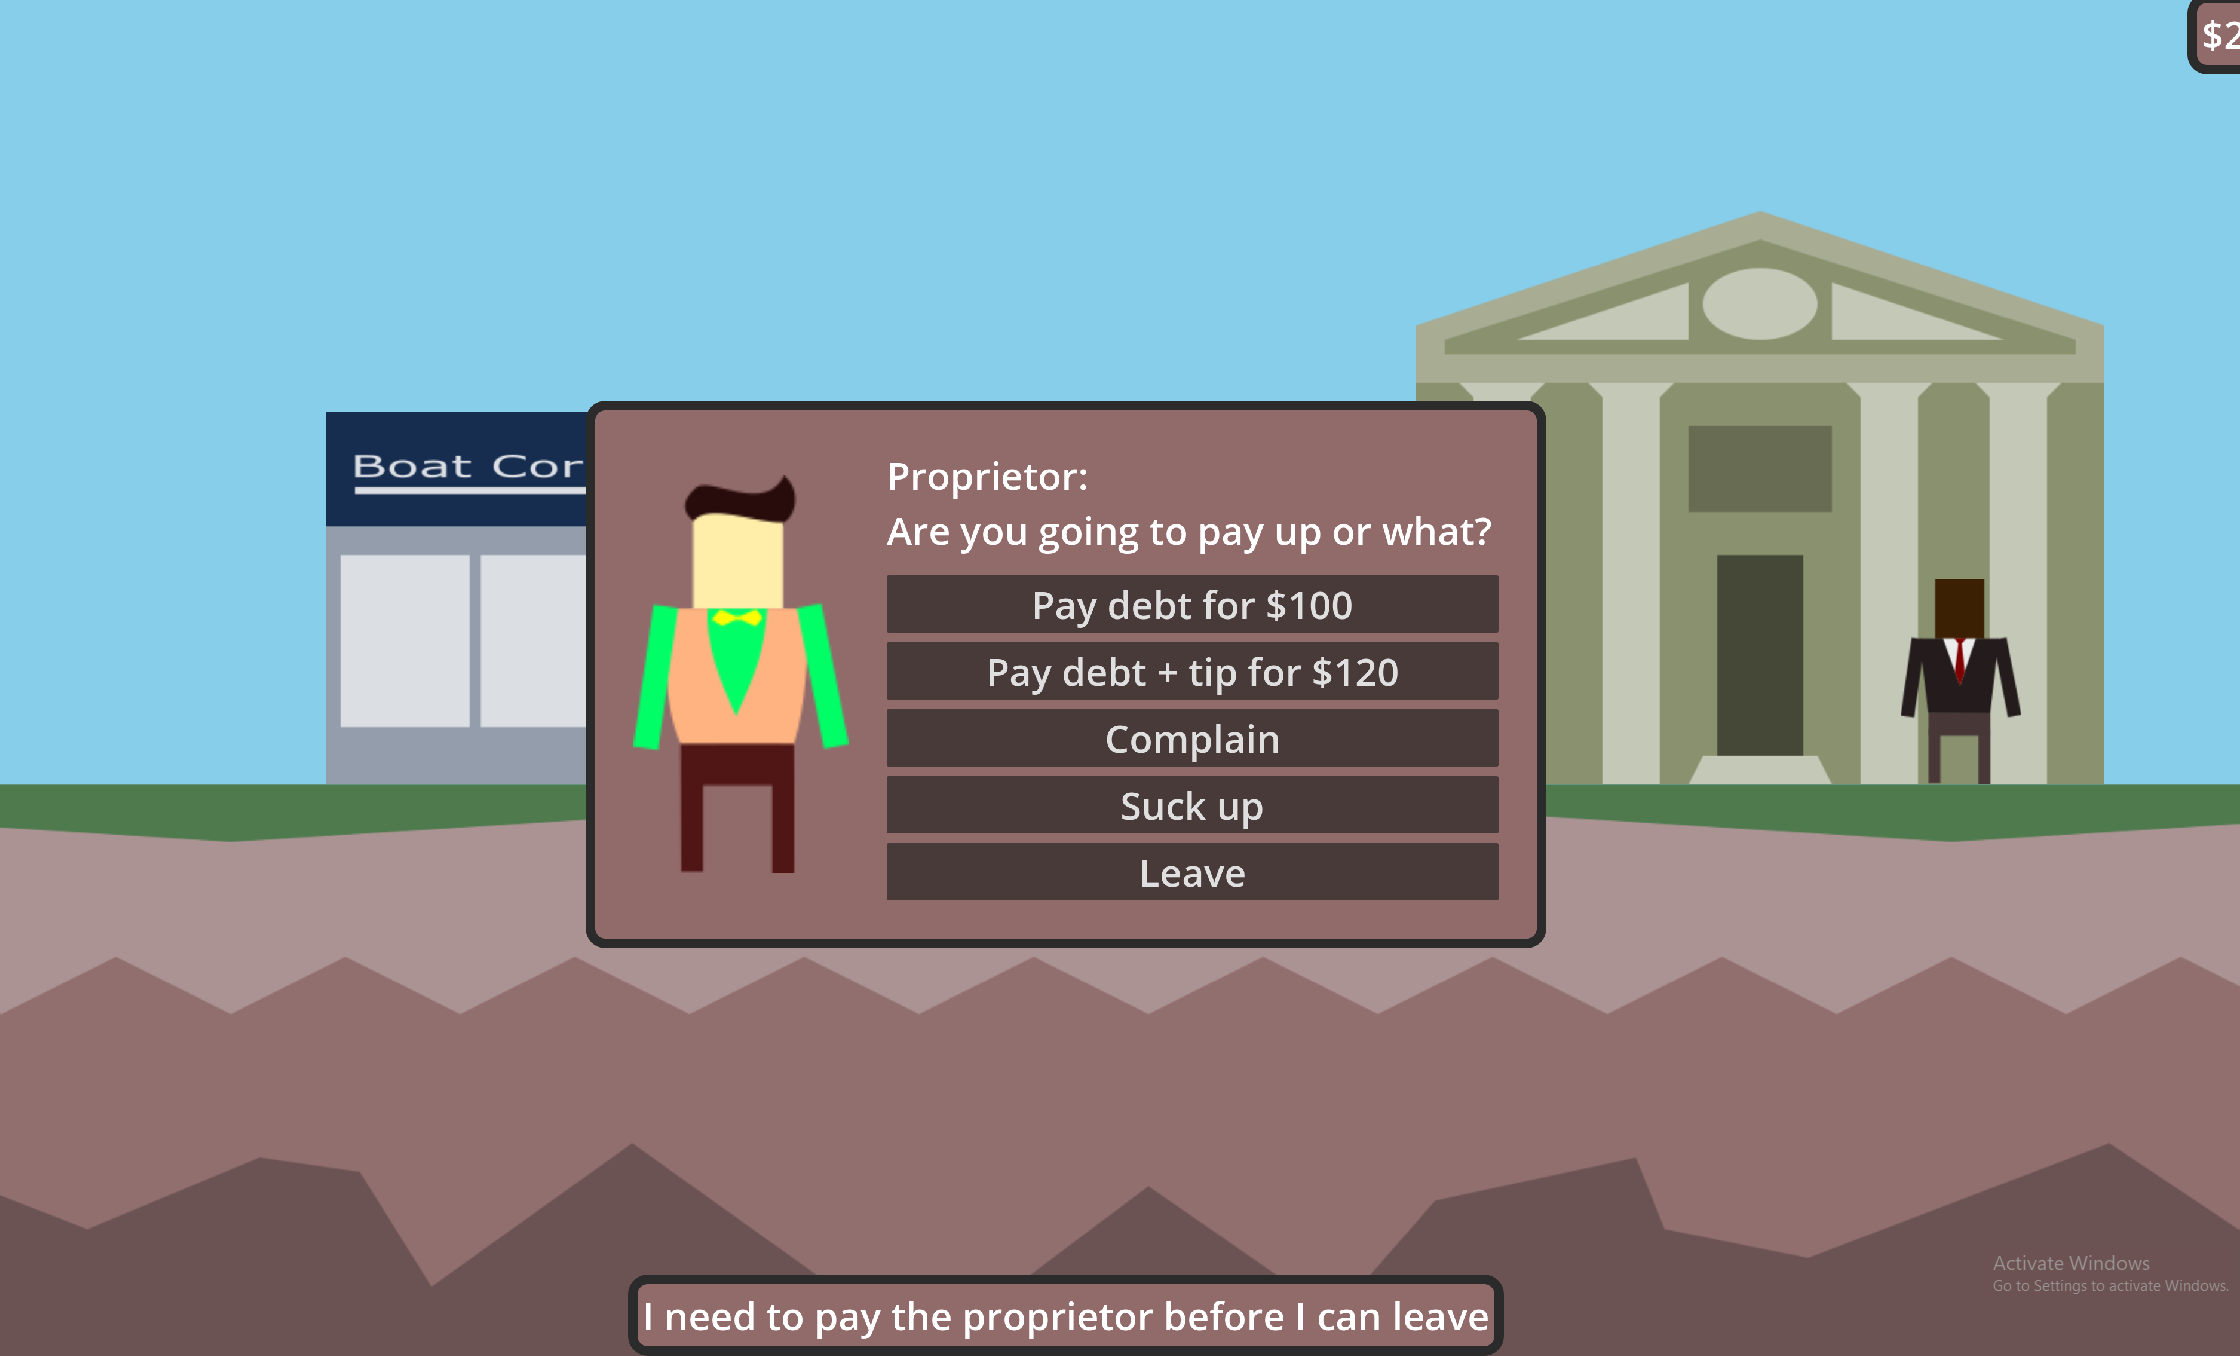 $2
Boat Cor
Proprietor:
Are you going to pay up or what?
Pay debt for $100
Pay debt + tip for $120
Complain
Suck up
Leave
Activate Windows
Go to Settings to activate Windows.
I need to pay the proprietor before I can leave